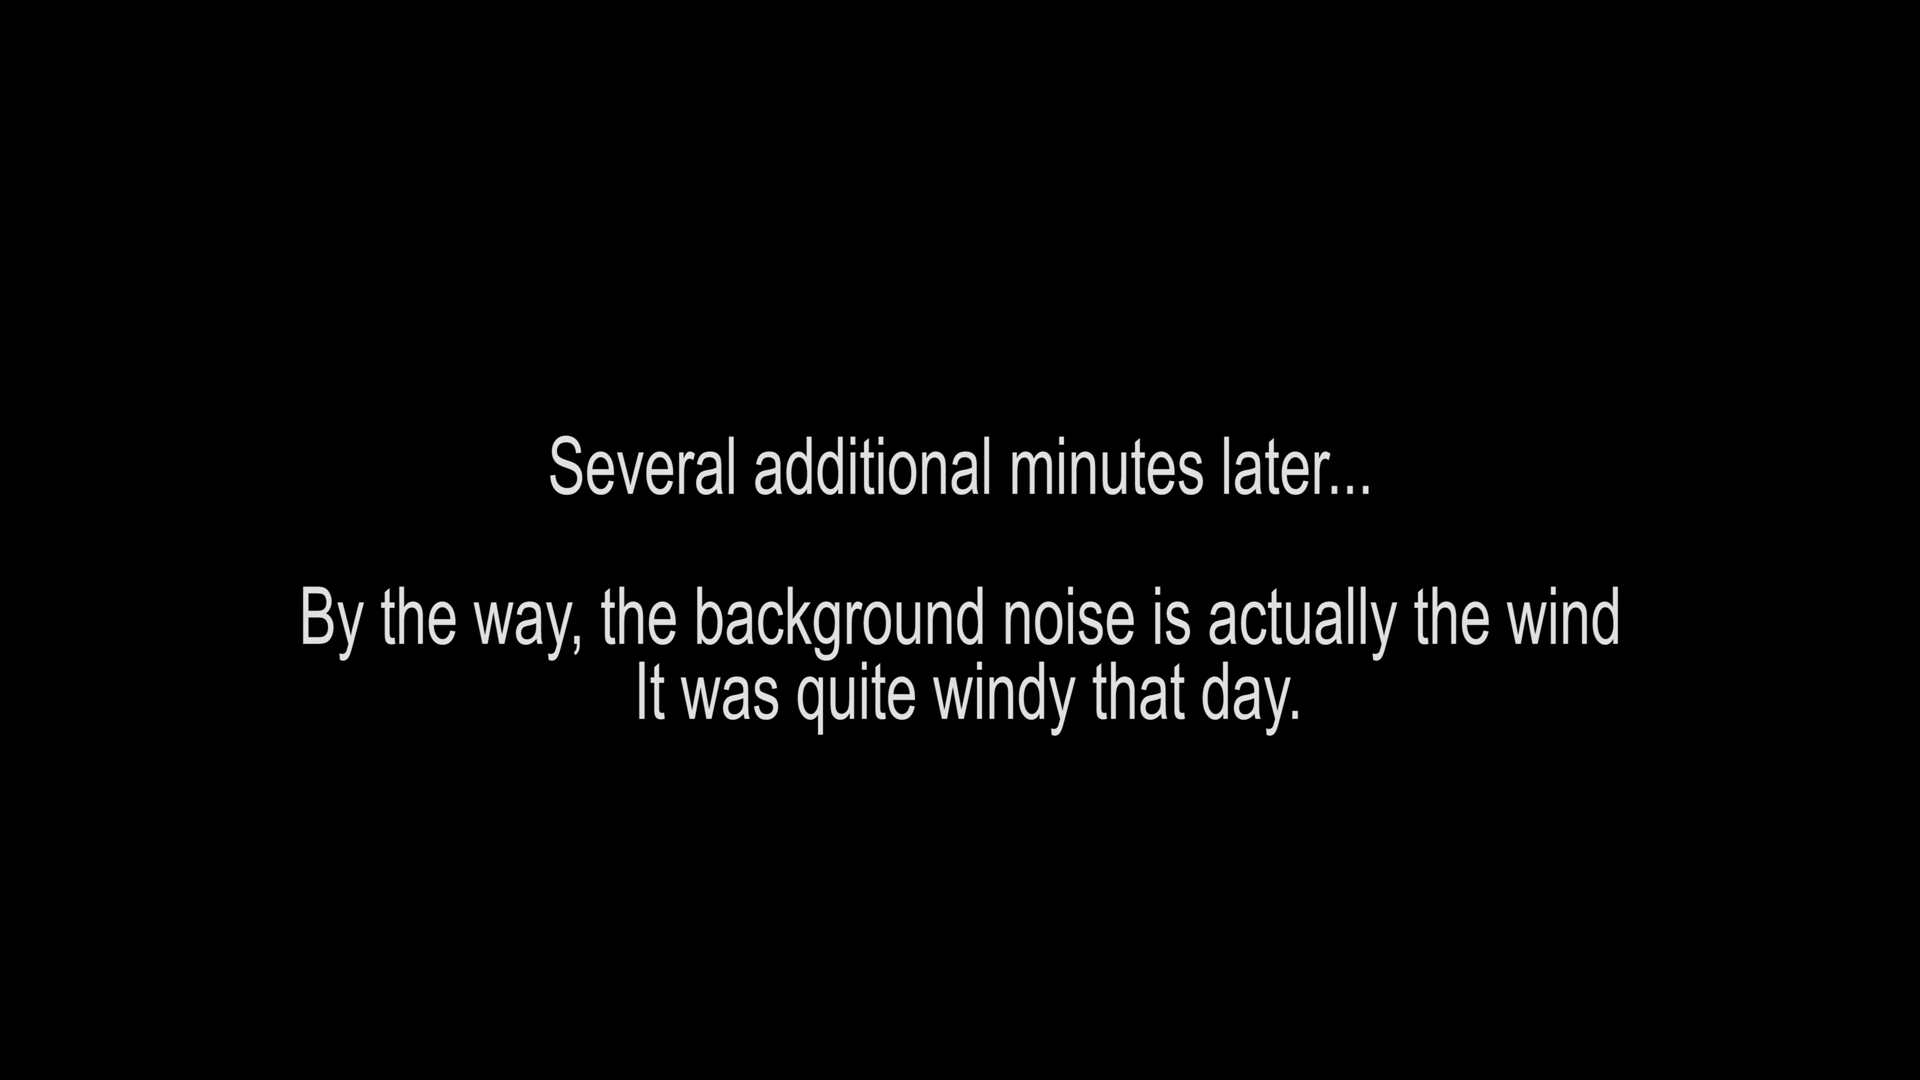 Several additional minutes later...
By the way, the background noise is actually the wind
It was quite windy that day.